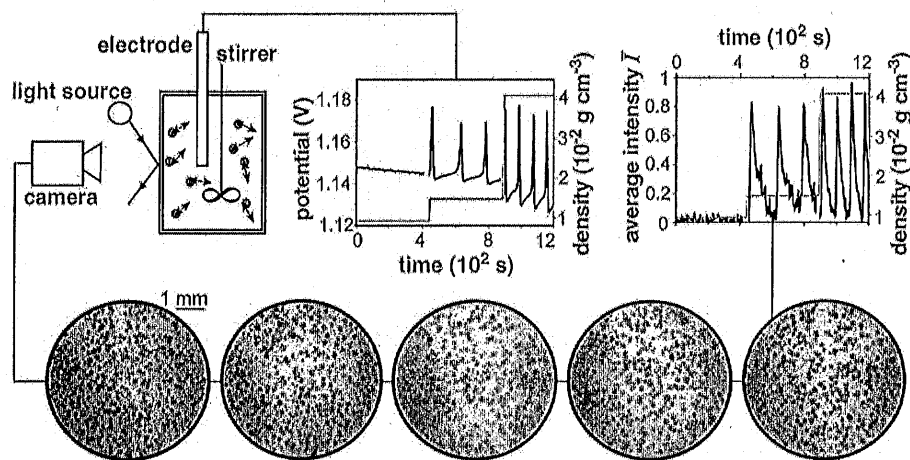 electrode
stirrer
light source
camera
1.18
1.16
1.14
1.12
potential (V)
4
3
2
1
density (10⁻² g cm⁻³)
0 4 8 12
time (10² s)
time (10² s)
0 4 8 12
1
0.8
0.6
0.4
0.2
0
average intensity I̅
4
3
2
1
density (10⁻² g cm⁻³)
1 mm